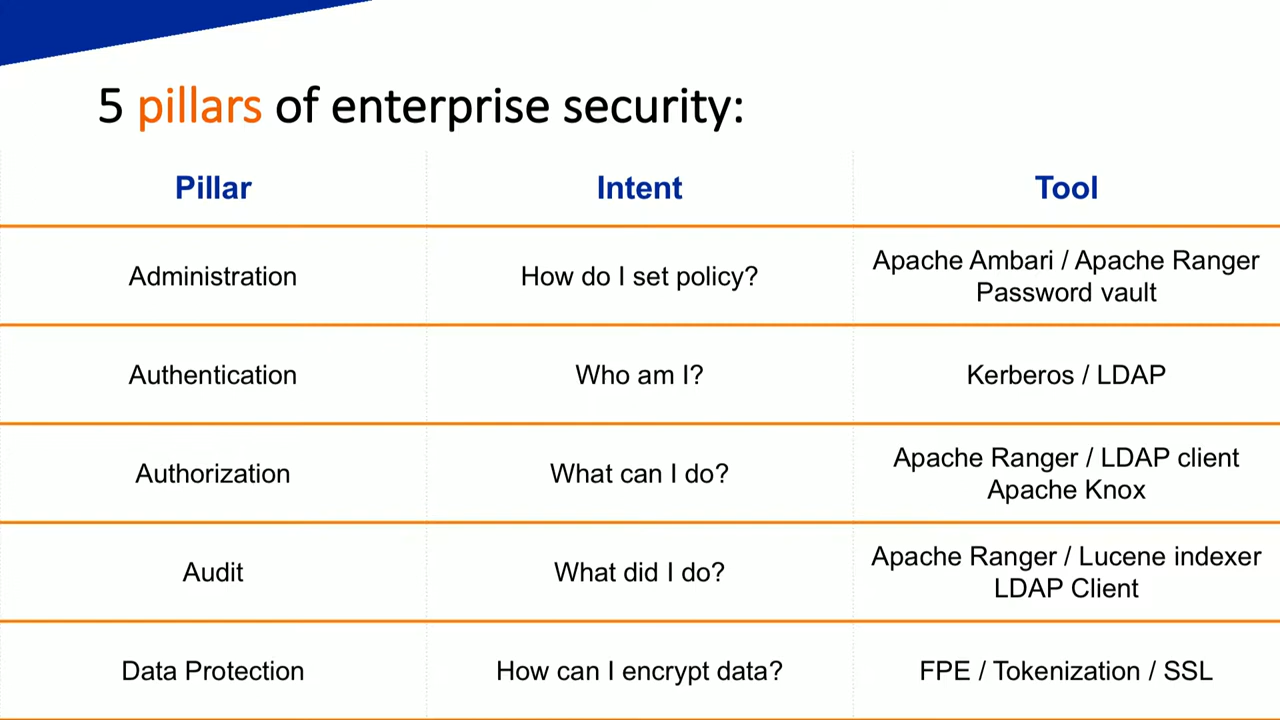 5 pillars of enterprise security:
Pillar Intent Tool
Administration How do I set policy? Apache Ambari / Apache Ranger
Password vault
Authentication Who am I? Kerberos / LDAP
Authorization What can I do? Apache Ranger / LDAP client
Apache Knox
Audit What did I do? Apache Ranger / Lucene indexer
LDAP Client
Data Protection How can I encrypt data? FPE / Tokenization / SSL